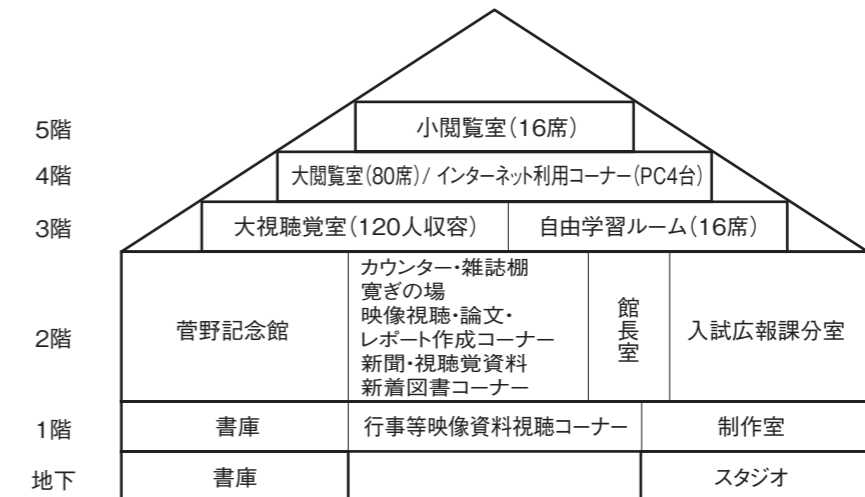 5階
小閲覧室(16席)
4階
大閲覧室(80席)/ インターネット利用コーナー(PC4台)
3階
大視聴覚室(120人収容)
自由学習ルーム(16席)
2階
菅野記念館
カウンター・雑誌棚
寛ぎの場
映像視聴・論文・
レポート作成コーナー
新聞・視聴覚資料
新着図書コーナー
館長室
入試広報課分室
1階
書庫
行事等映像資料視聴コーナー
制作室
地下
書庫
スタジオ